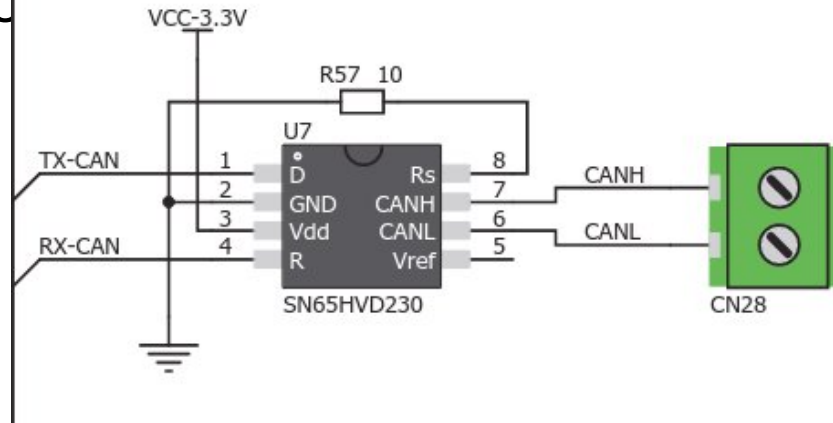 VCC-3.3V
R57 10
U7
TX-CAN 1 D Rs 8
2 GND CANH 7 CANH
3 Vdd CANL 6 CANL
RX-CAN 4 R Vref 5
SN65HVD230
CN28